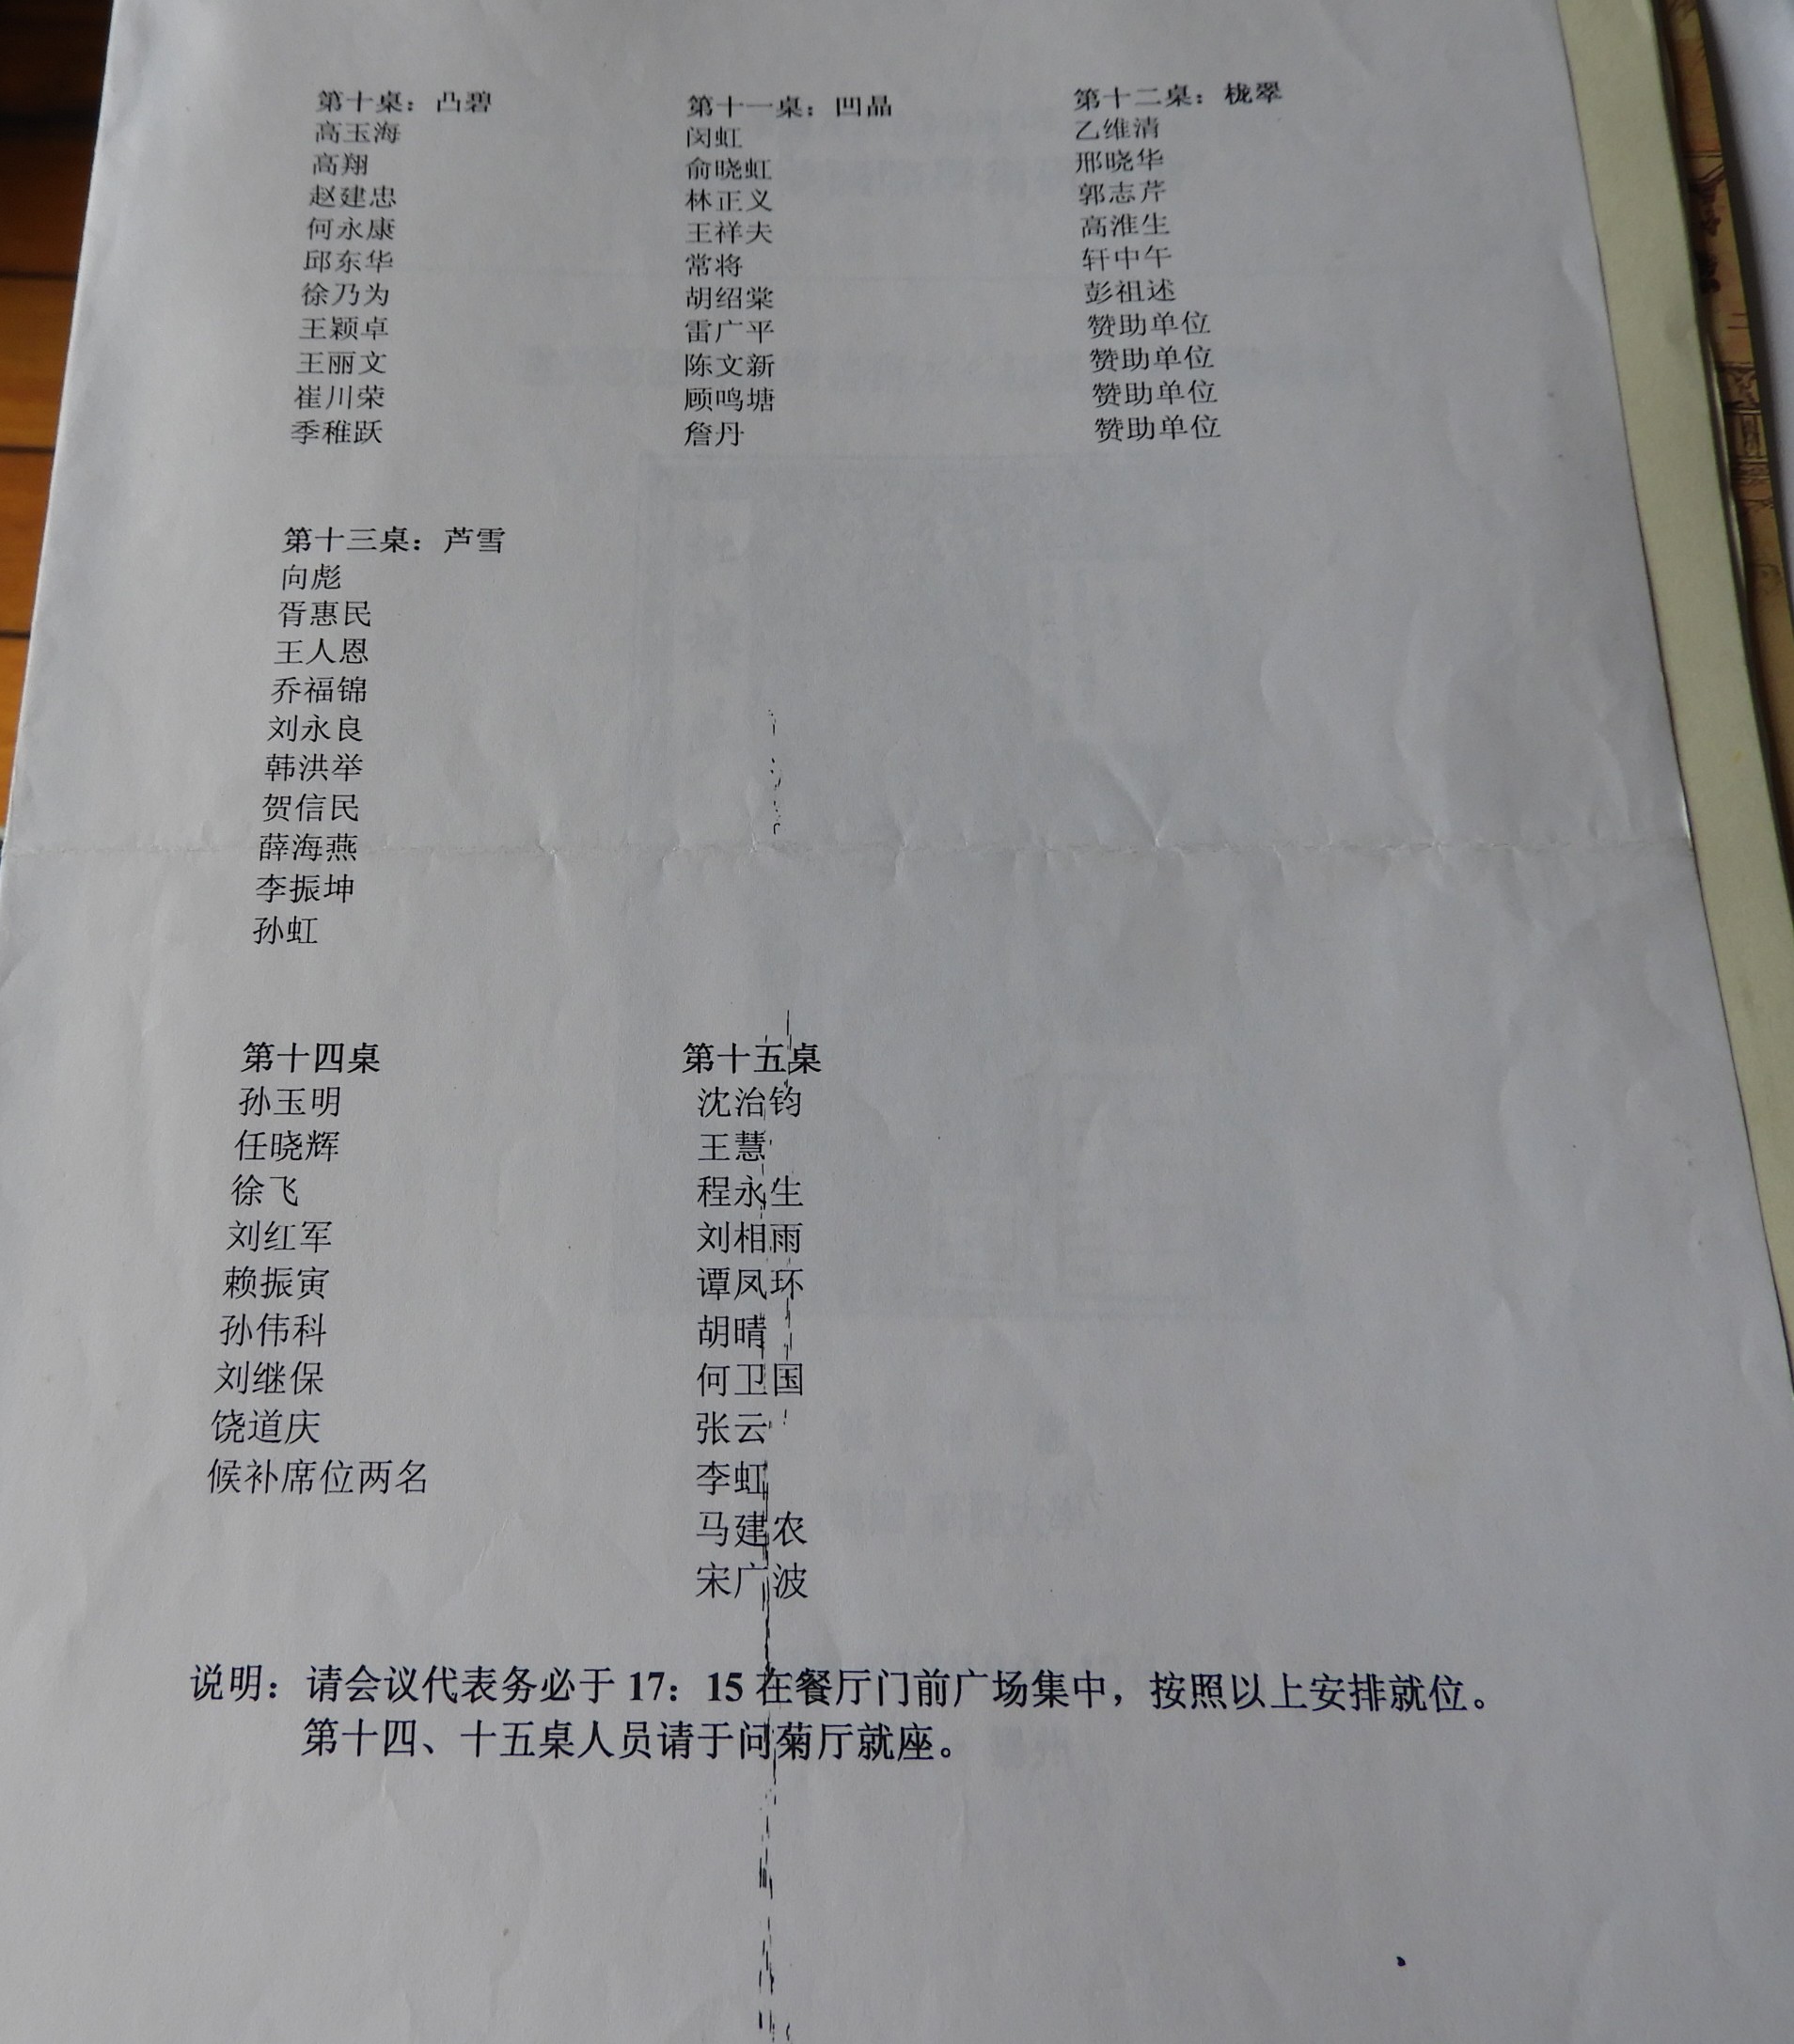 第十桌：凸碧
高玉海
高翔
赵建忠
何永康
邱东华
徐乃为
王颖卓
王丽文
崔川荣
季稚跃
第十一桌：凹晶
闵虹
俞晓虹
林正义
王祥夫
常将
胡绍棠
雷广平
陈文新
顾鸣塘
詹丹
第十二桌：栊翠
乙维清
邢晓华
郭志芹
高淮生
轩中午
彭祖述
赞助单位
赞助单位
赞助单位
赞助单位
第十三桌：芦雪
向彪
胥惠民
王人恩
乔福锦
刘永良
韩洪举
贺信民
薛海燕
李振坤
孙虹
第十四桌
孙玉明
任晓辉
徐飞
刘红军
赖振寅
孙伟科
刘继保
饶道庆
候补席位两名
第十五桌
沈治钧
王慧
程永生
刘相雨
谭凤环
胡晴
何卫国
张云
李虹
马建农
宋广波
说明：请会议代表务必于 17：15 在餐厅门前广场集中，按照以上安排就位。
第十四、十五桌人员请于问菊厅就座。